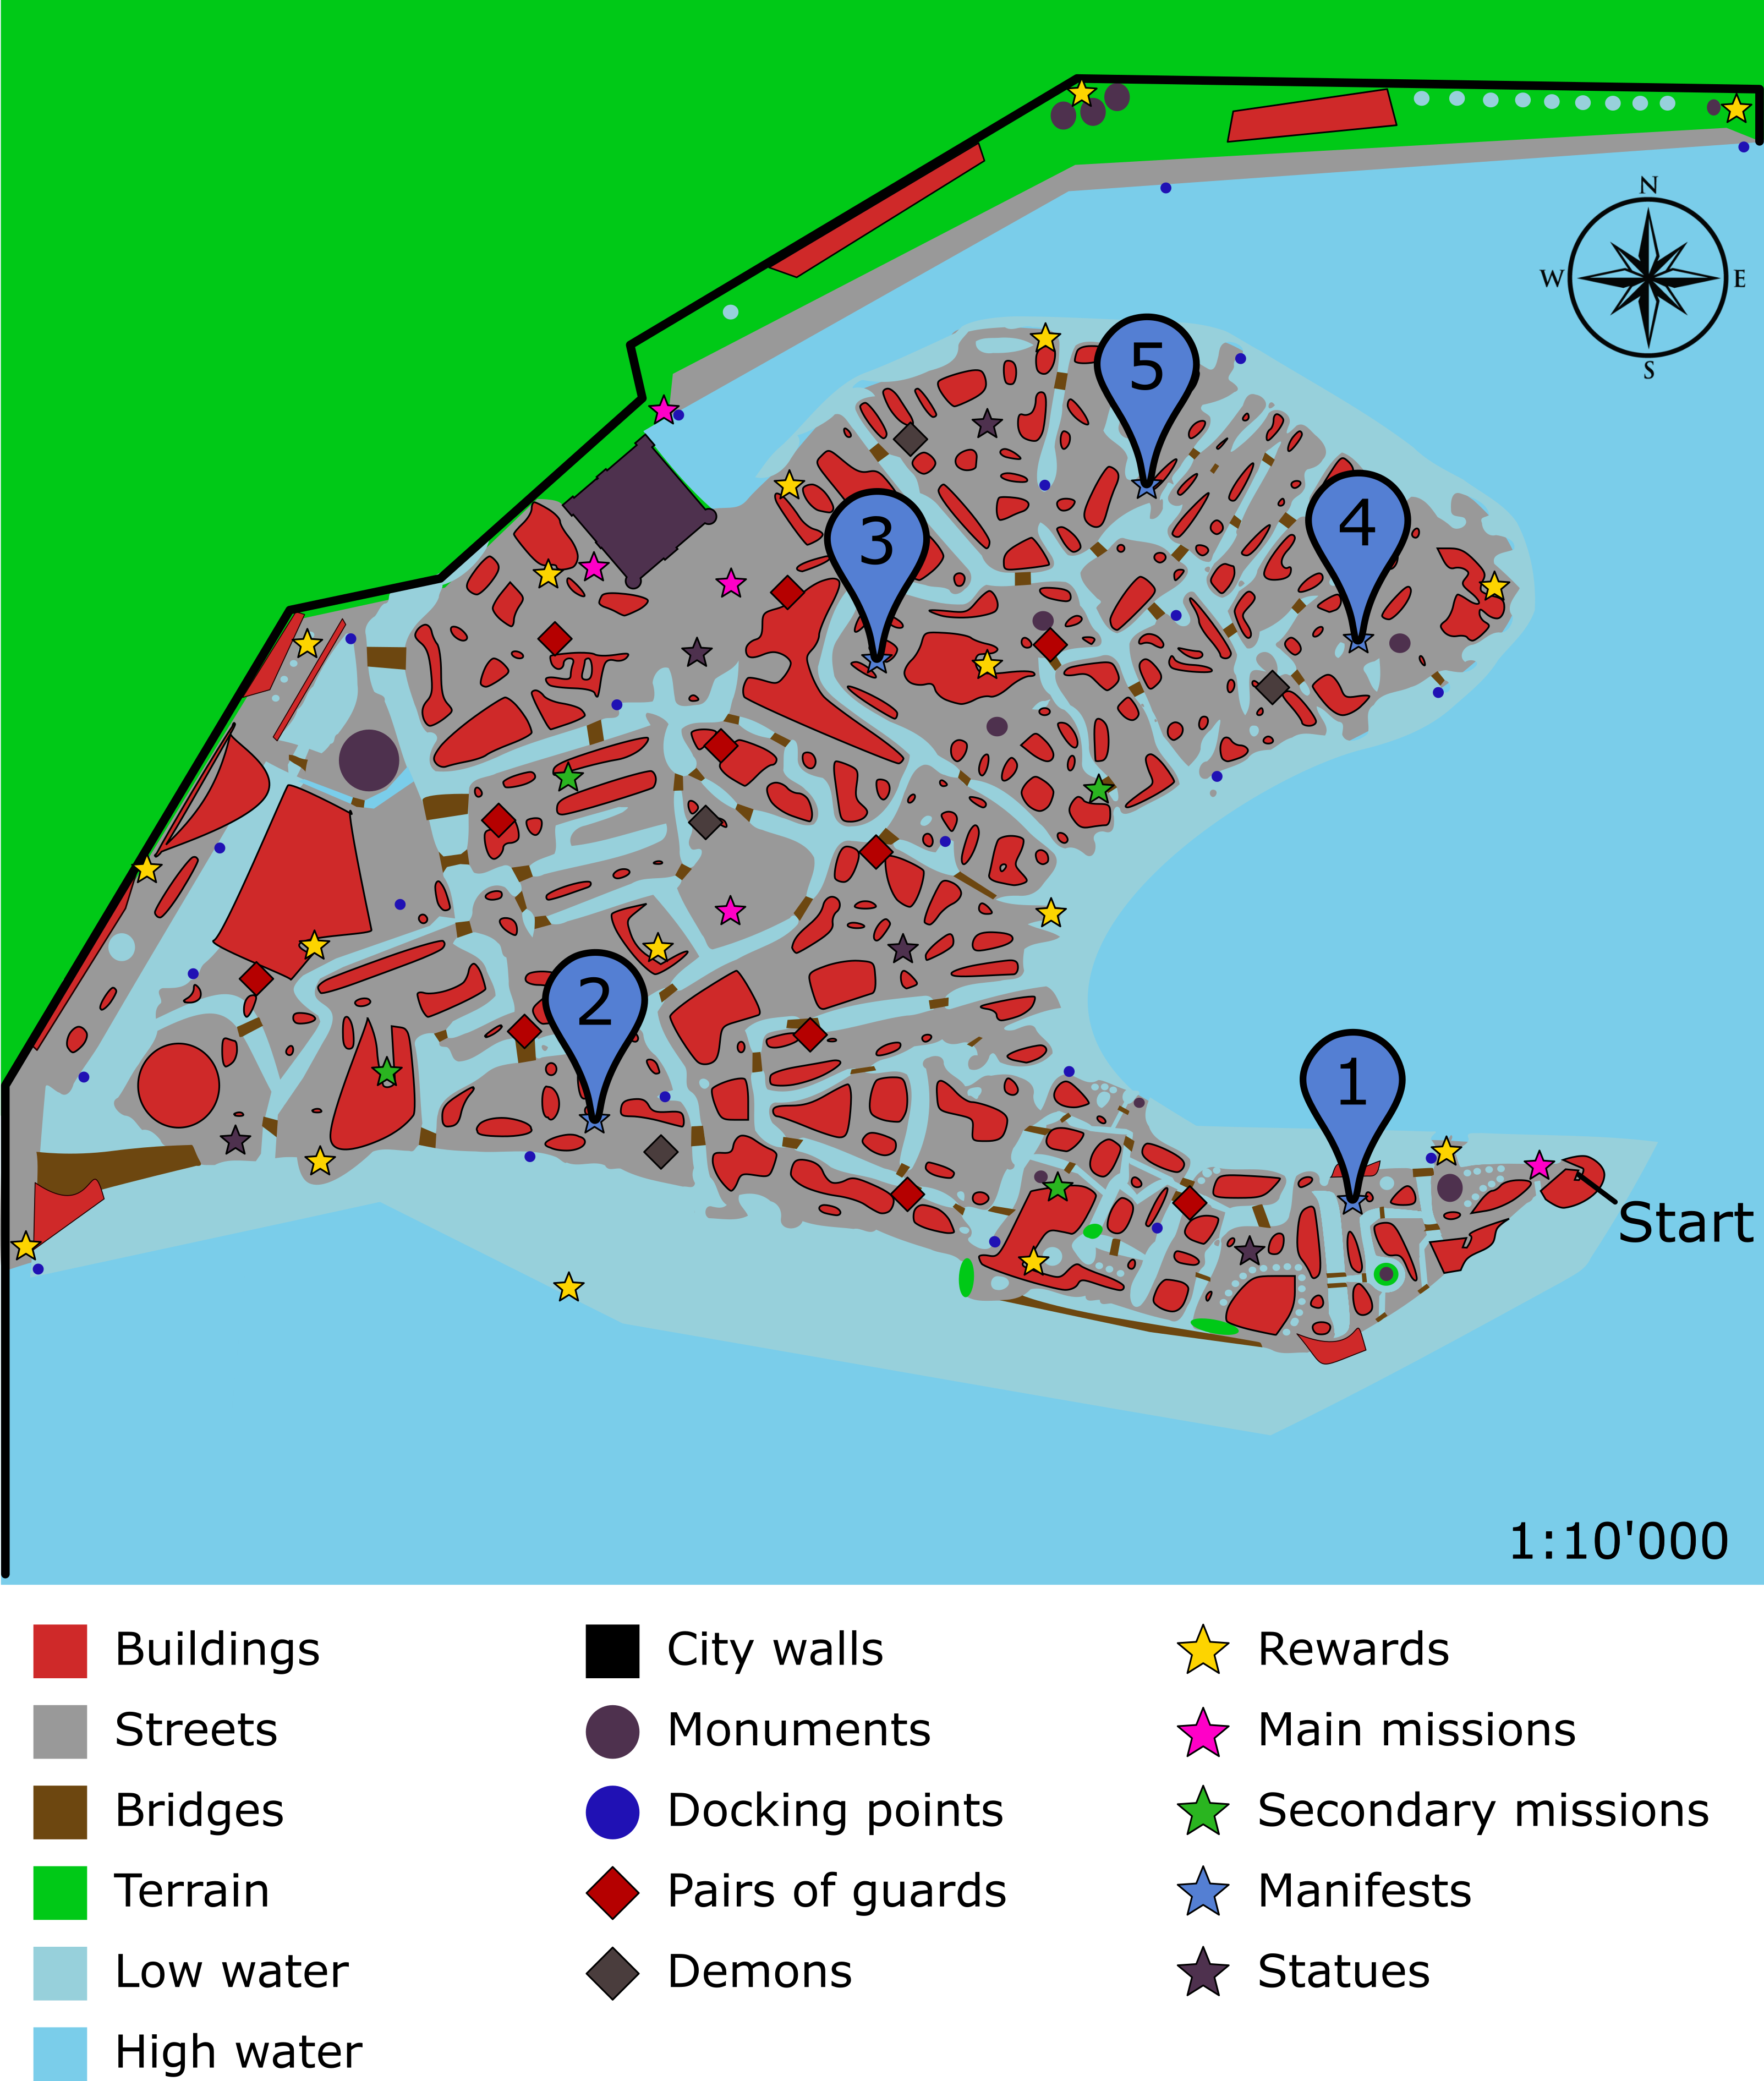 N
W E
S
5
4
3
2
1
Start
1:10'000
Buildings
City walls
Rewards
Streets
Monuments
Main missions
Bridges
Docking points
Secondary missions
Terrain
Pairs of guards
Manifests
Low water
Demons
Statues
High water